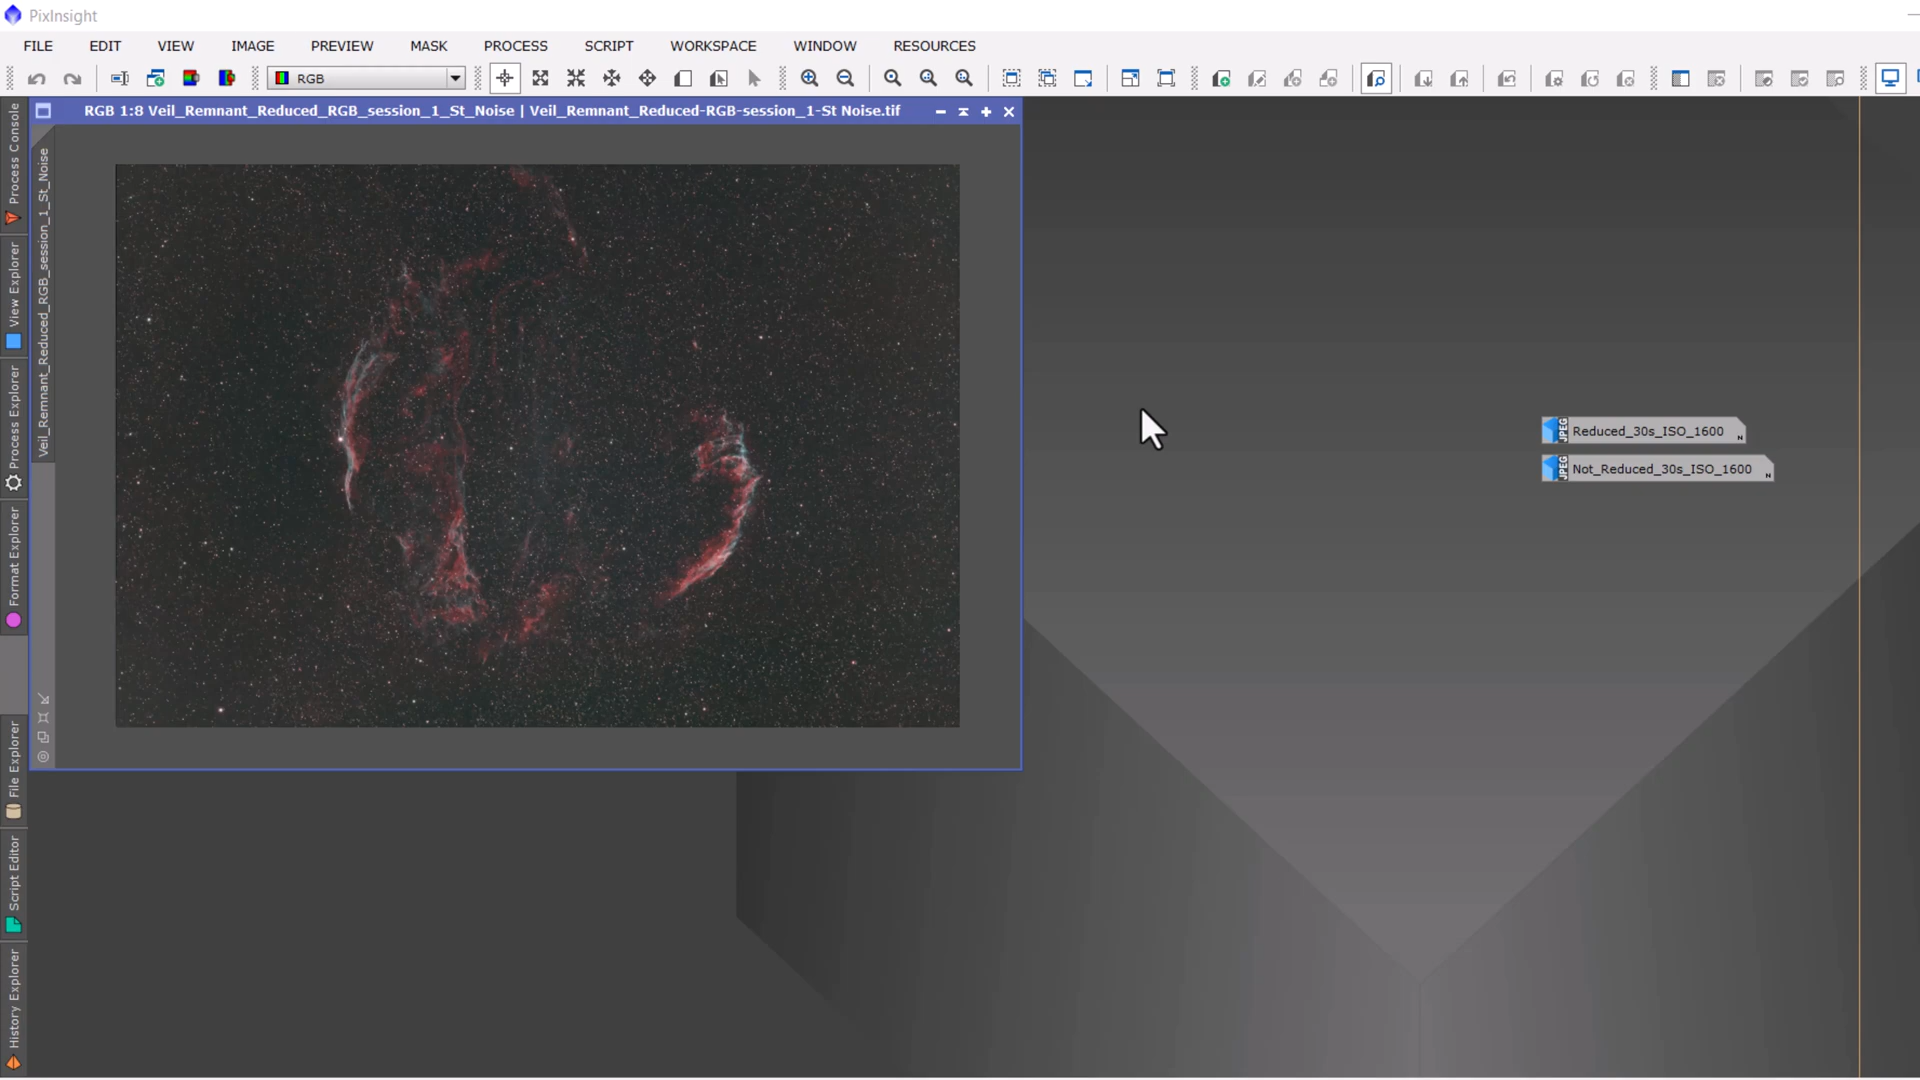 PixInsight
FILE EDIT VIEW IMAGE PREVIEW MASK PROCESS SCRIPT WORKSPACE WINDOW RESOURCES
RGB
RGB 1:8 Veil_Remnant_Reduced_RGB_session_1_St_Noise | Veil_Remnant_Reduced-RGB-session_1-St Noise.tif
Veil_Remnant_Reduced_RGB_session_1_St_Noise
Process Console
View Explorer
Process Explorer
Format Explorer
File Explorer
Script Editor
History Explorer
JPEG Reduced_30s_ISO_1600 N
JPEG Not_Reduced_30s_ISO_1600 N